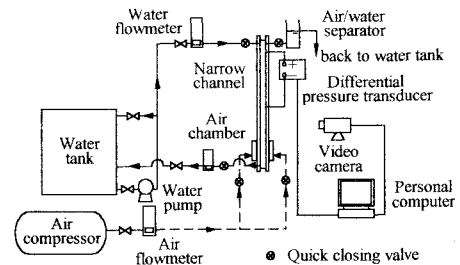 Water
flowmeter
Air/water
separator
back to water tank
Narrow
channel
Differential
pressure transducer
Air
chamber
Water
tank
Video
camera
Water
pump
Personal
computer
Air
compressor
Air
flowmeter
Quick closing valve